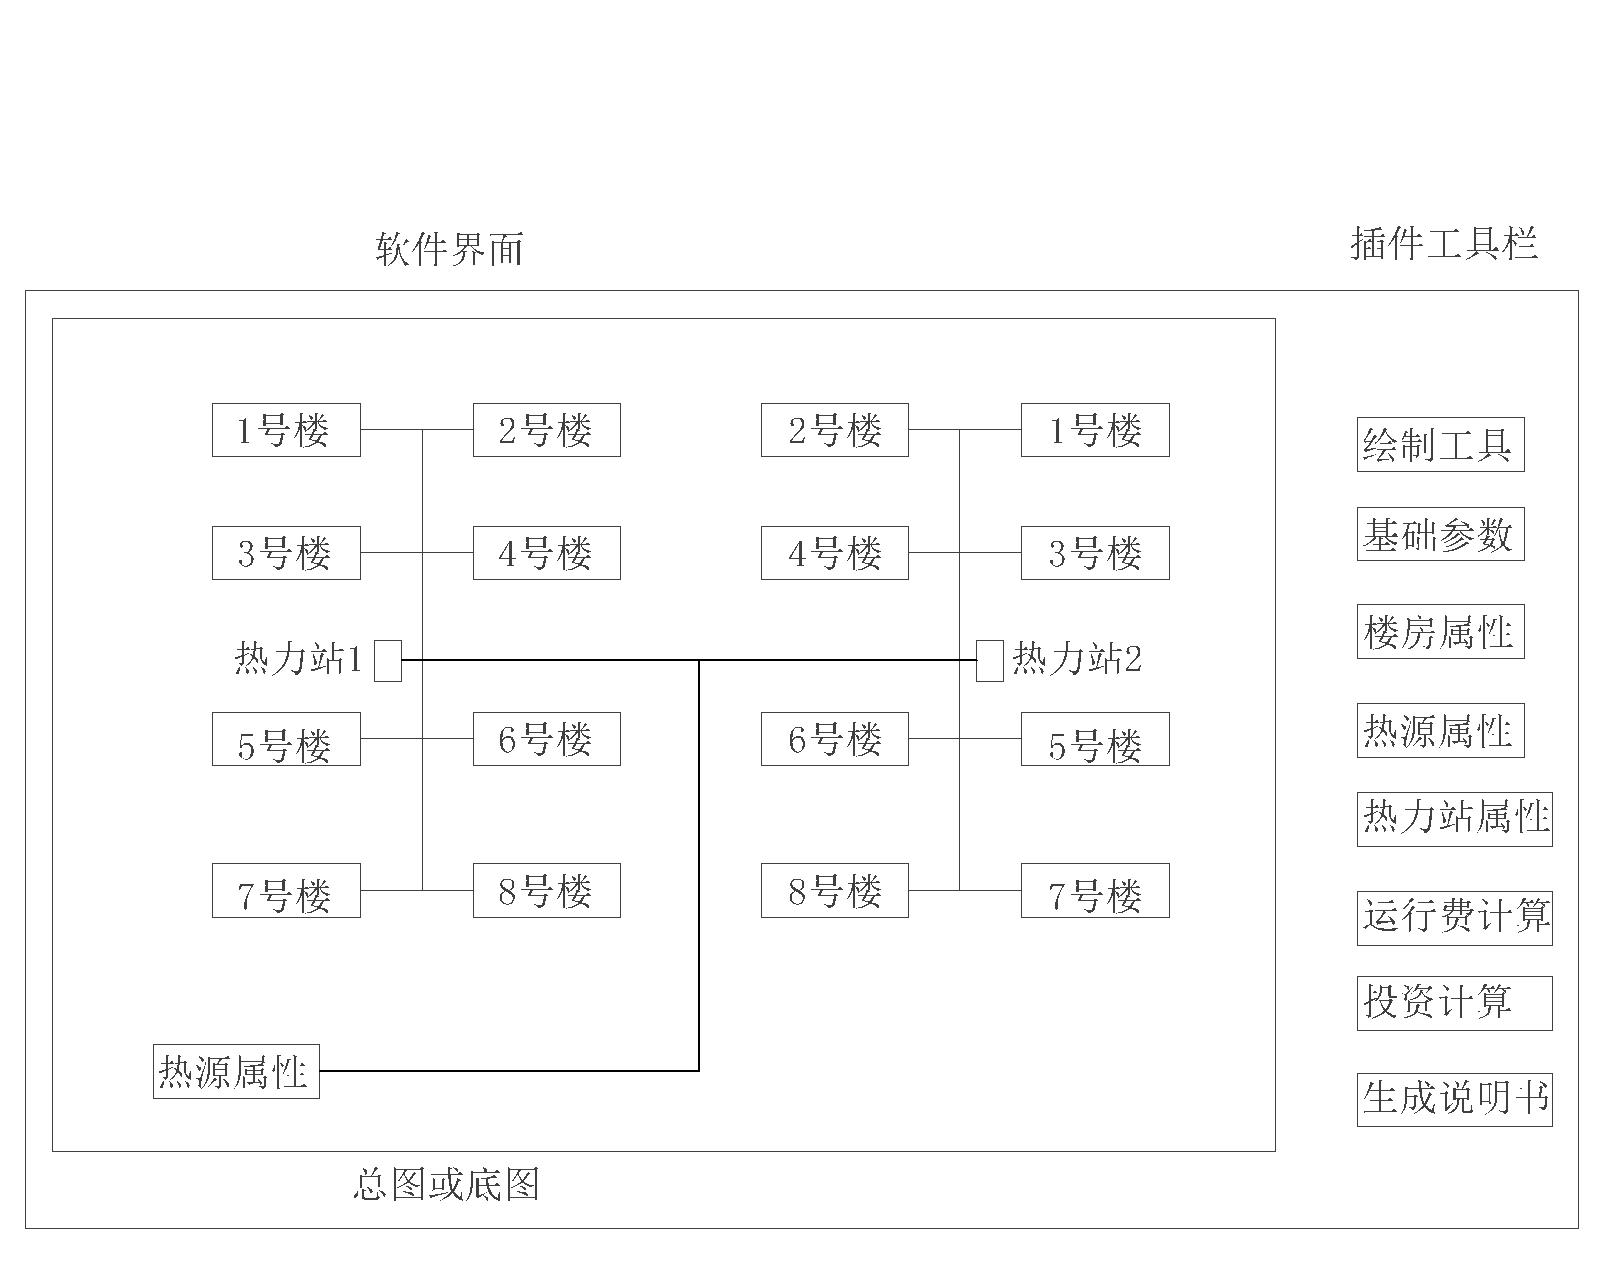 软件界面
插件工具栏
1号楼
2号楼
2号楼
1号楼
3号楼
4号楼
4号楼
3号楼
热力站1
热力站2
5号楼
6号楼
6号楼
5号楼
7号楼
8号楼
8号楼
7号楼
热源属性
总图或底图
绘制工具
基础参数
楼房属性
热源属性
热力站属性
运行费计算
投资计算
生成说明书